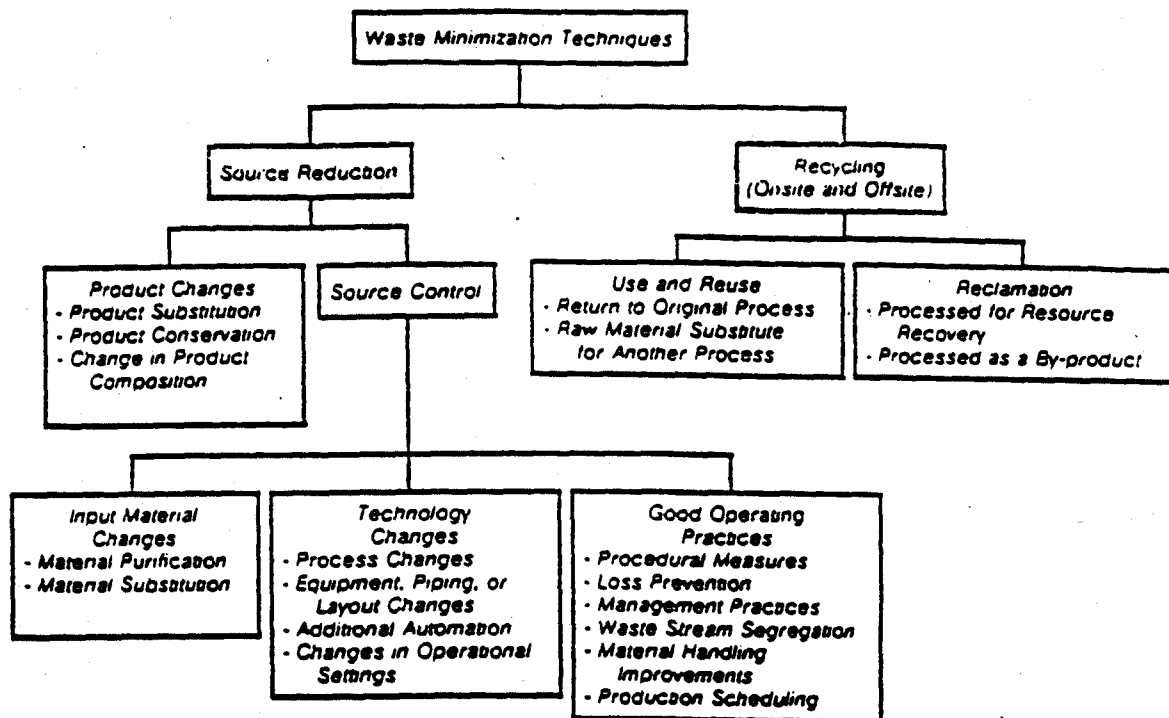 Waste Minimization Techniques
Source Reduction
Recycling
(Onsite and Offsite)
Product Changes
- Product Substitution
- Product Conservation
- Change in Product
Composition
Source Control
Use and Reuse
- Return to Original Process
- Raw Material Substitute
for Another Process
Reclamation
- Processed for Resource
Recovery
- Processed as a By-product
Input Material
Changes
- Material Purification
- Material Substitution
Technology
Changes
- Process Changes
- Equipment, Piping, or
Layout Changes
- Additional Automation
- Changes in Operational
Settings
Good Operating
Practices
- Procedural Measures
- Loss Prevention
- Management Practices
- Waste Stream Segregation
- Material Handling
Improvements
- Production Scheduling